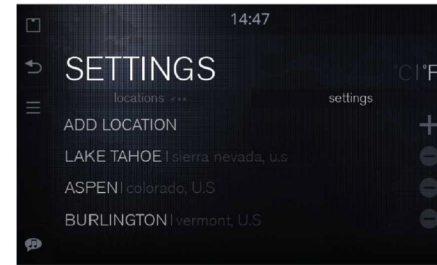 14:47
SETTINGS °C|°F
locations settings
ADD LOCATION
LAKE TAHOE | sierra nevada, u.s
ASPEN | colorado, U.S
BURLINGTON | vermont, U.S